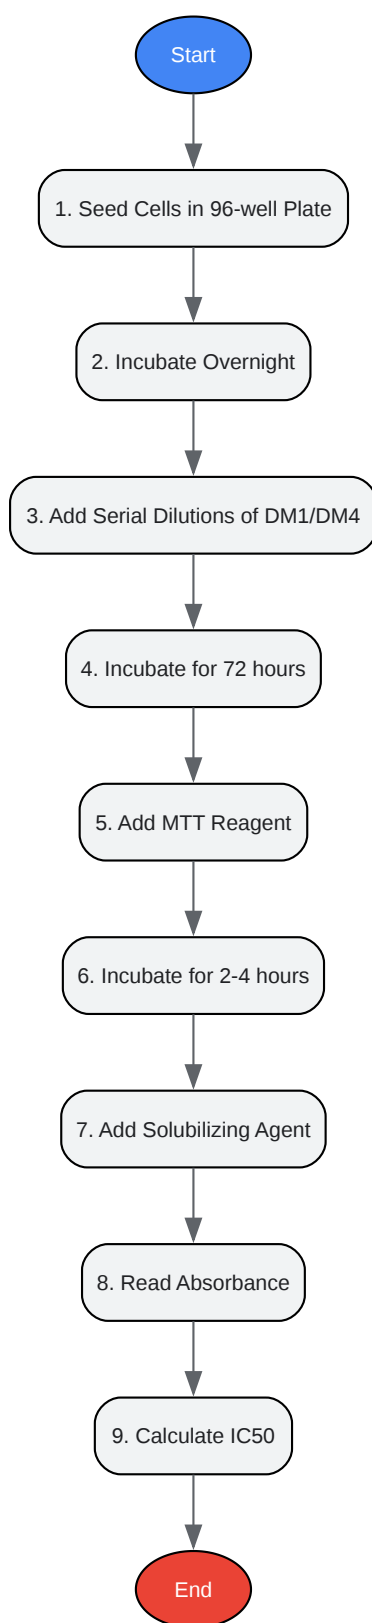 Start
1. Seed Cells in 96-well Plate
2. Incubate Overnight
3. Add Serial Dilutions of DM1/DM4
4. Incubate for 72 hours
5. Add MTT Reagent
6. Incubate for 2-4 hours
7. Add Solubilizing Agent
8. Read Absorbance
9. Calculate IC50
End